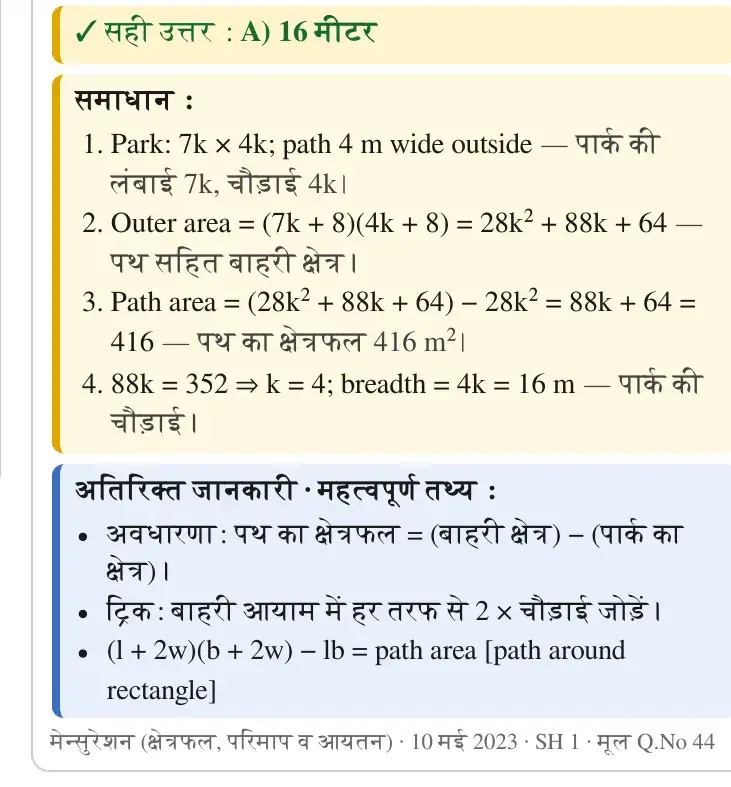 ✓ सही उत्तर : A) 16 मीटर
समाधान :
1. Park: 7k × 4k; path 4 m wide outside — पार्क की
लंबाई 7k, चौड़ाई 4k।
2. Outer area = (7k + 8)(4k + 8) = 28k² + 88k + 64 —
पथ सहित बाहरी क्षेत्र।
3. Path area = (28k² + 88k + 64) − 28k² = 88k + 64 =
416 — पथ का क्षेत्रफल 416 m²।
4. 88k = 352 ⇒ k = 4; breadth = 4k = 16 m — पार्क की
चौड़ाई।
अतिरिक्त जानकारी · महत्वपूर्ण तथ्य :
• अवधारणा : पथ का क्षेत्रफल = (बाहरी क्षेत्र) − (पार्क का
क्षेत्र)।
• ट्रिक : बाहरी आयाम में हर तरफ से 2 × चौड़ाई जोड़ें।
• (l + 2w)(b + 2w) − lb = path area [path around
rectangle]
मेन्सुरेशन (क्षेत्रफल, परिमाप व आयतन) · 10 मई 2023 · SH 1 · मूल Q.No 44